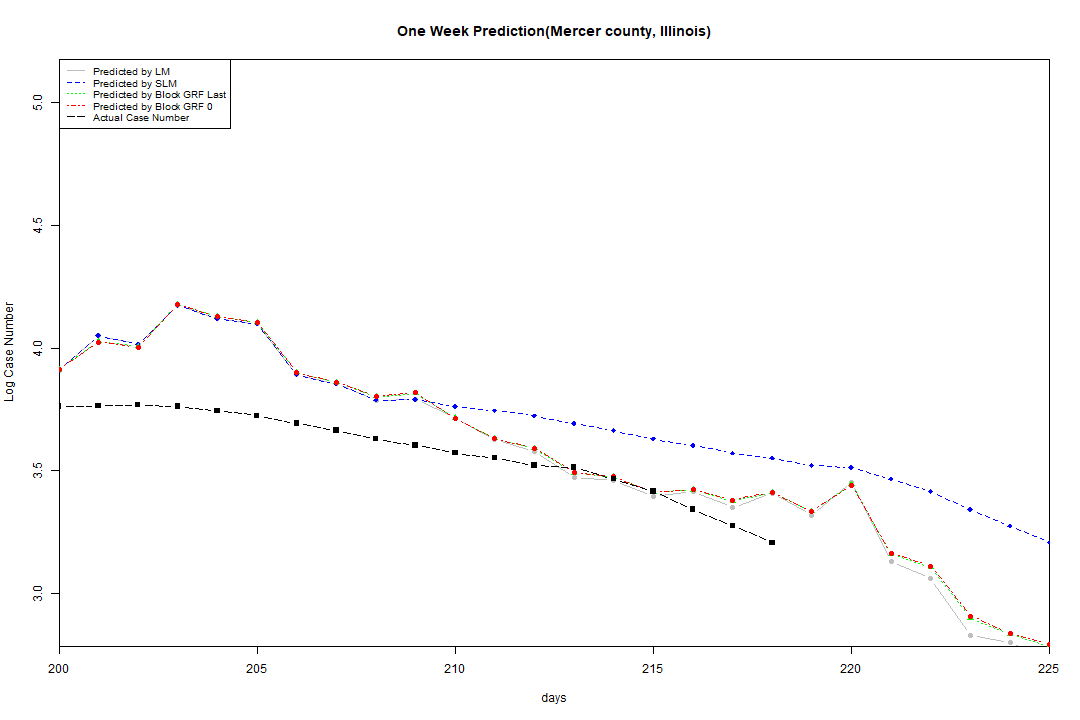 One Week Prediction(Mercer county, Illinois)
Predicted by LM
Predicted by SLM
Predicted by Block GRF Last
Predicted by Block GRF 0
Actual Case Number
5.0
4.5
4.0
3.5
3.0
Log Case Number
200 205 210 215 220 225
days